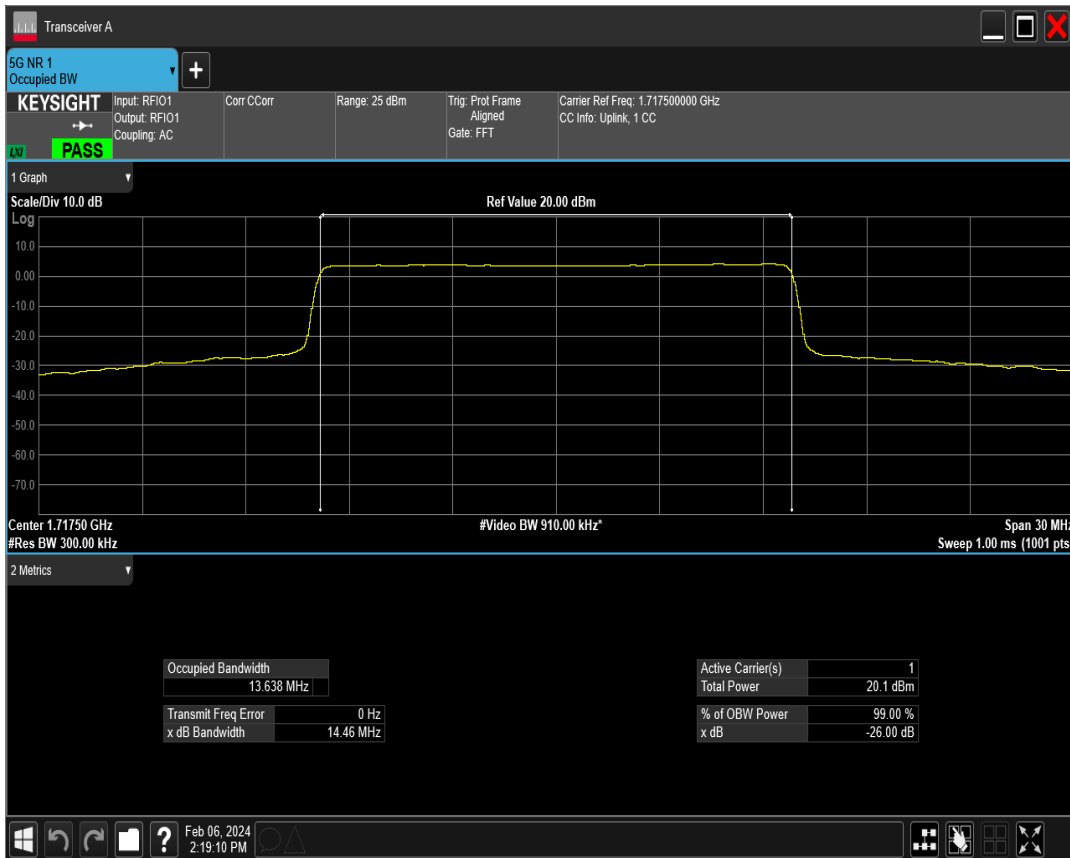 Transceiver A
5G NR 1
Occupied BW
KEYSIGHT
Input: RFIO1
Output: RFIO1
Coupling: AC
Corr CCorr
Range: 25 dBm
Trig: Prot Frame
Aligned
Gate: FFT
Carrier Ref Freq: 1.717500000 GHz
CC Info: Uplink, 1 CC
LXI
PASS
1 Graph
Scale/Div 10.0 dB
Ref Value 20.00 dBm
Log
10.0
0.00
-10.0
-20.0
-30.0
-40.0
-50.0
-60.0
-70.0
Center 1.71750 GHz
#Video BW 910.00 kHz*
Span 30 MHz
#Res BW 300.00 kHz
Sweep 1.00 ms (1001 pts
2 Metrics
Occupied Bandwidth
13.638 MHz
Transmit Freq Error 0 Hz
x dB Bandwidth 14.46 MHz
Active Carrier(s) 1
Total Power 20.1 dBm
% of OBW Power 99.00 %
x dB -26.00 dB
?
Feb 06, 2024
2:19:10 PM